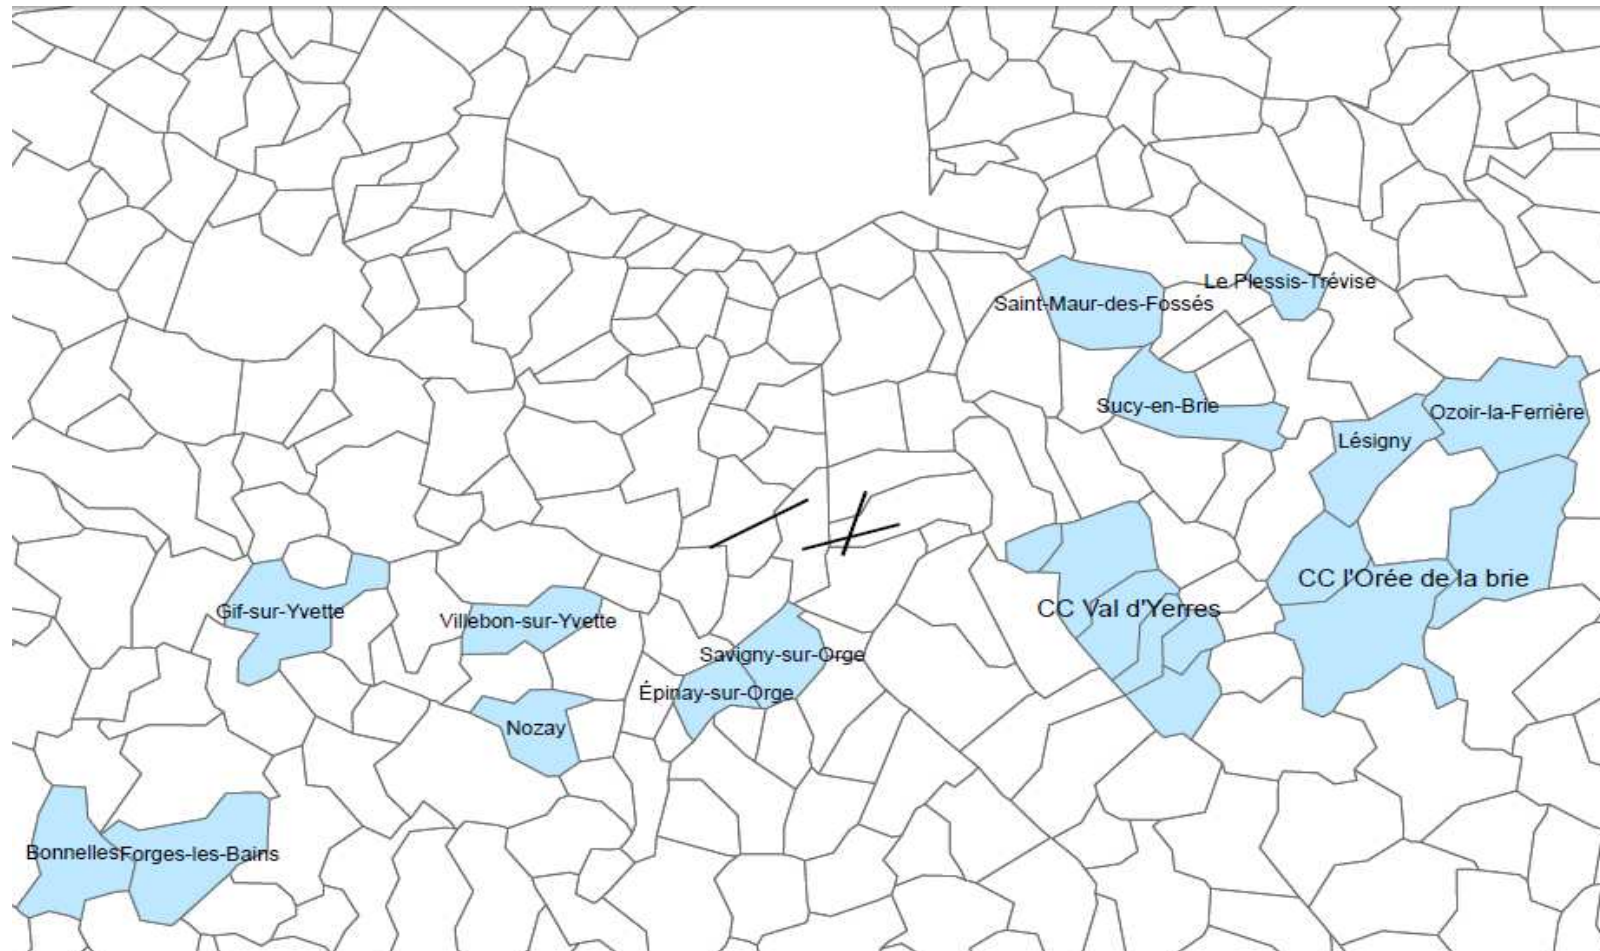 Le Plessis-Trévise
Saint-Maur-des-Fossés
Sucy-en-Brie
Ozoir-la-Ferrière
Lésigny
CC l'Orée de la brie
CC Val d'Yerres
Gif-sur-Yvette
Villebon-sur-Yvette
Savigny-sur-Orge
Épinay-sur-Orge
Nozay
Bonnelles
Forges-les-Bains